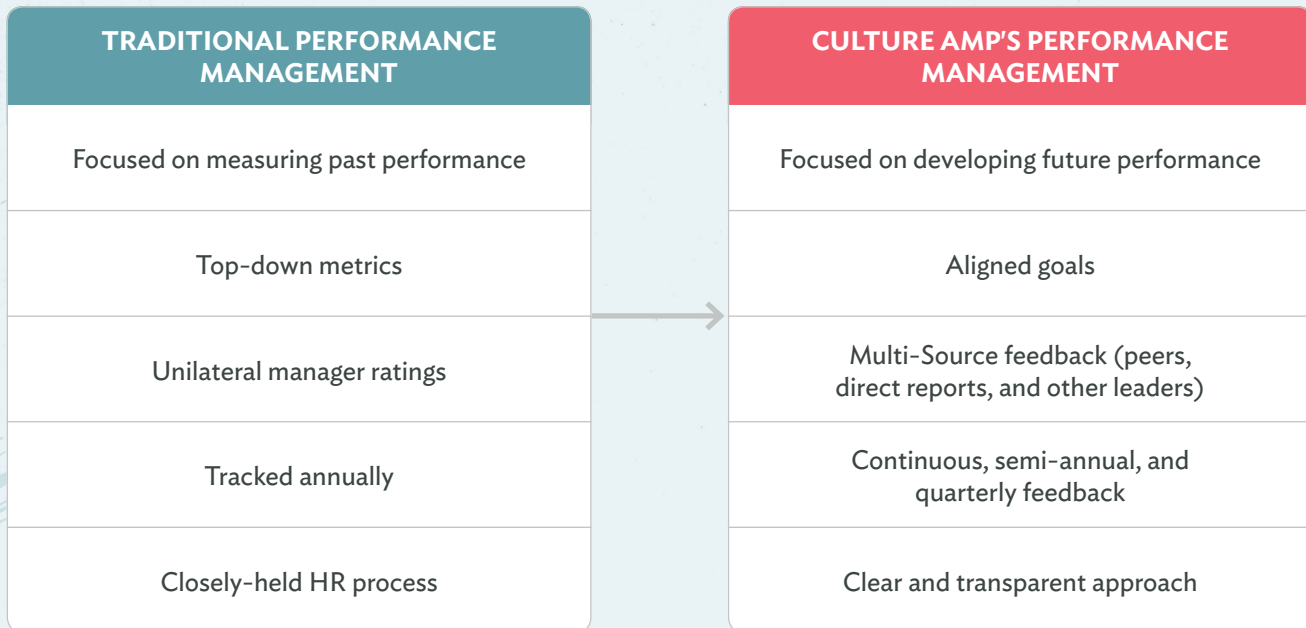 TRADITIONAL PERFORMANCE
MANAGEMENT
Focused on measuring past performance
Top-down metrics
Unilateral manager ratings
Tracked annually
Closely-held HR process
CULTURE AMP'S PERFORMANCE
MANAGEMENT
Focused on developing future performance
Aligned goals
Multi-Source feedback (peers,
direct reports, and other leaders)
Continuous, semi-annual, and
quarterly feedback
Clear and transparent approach